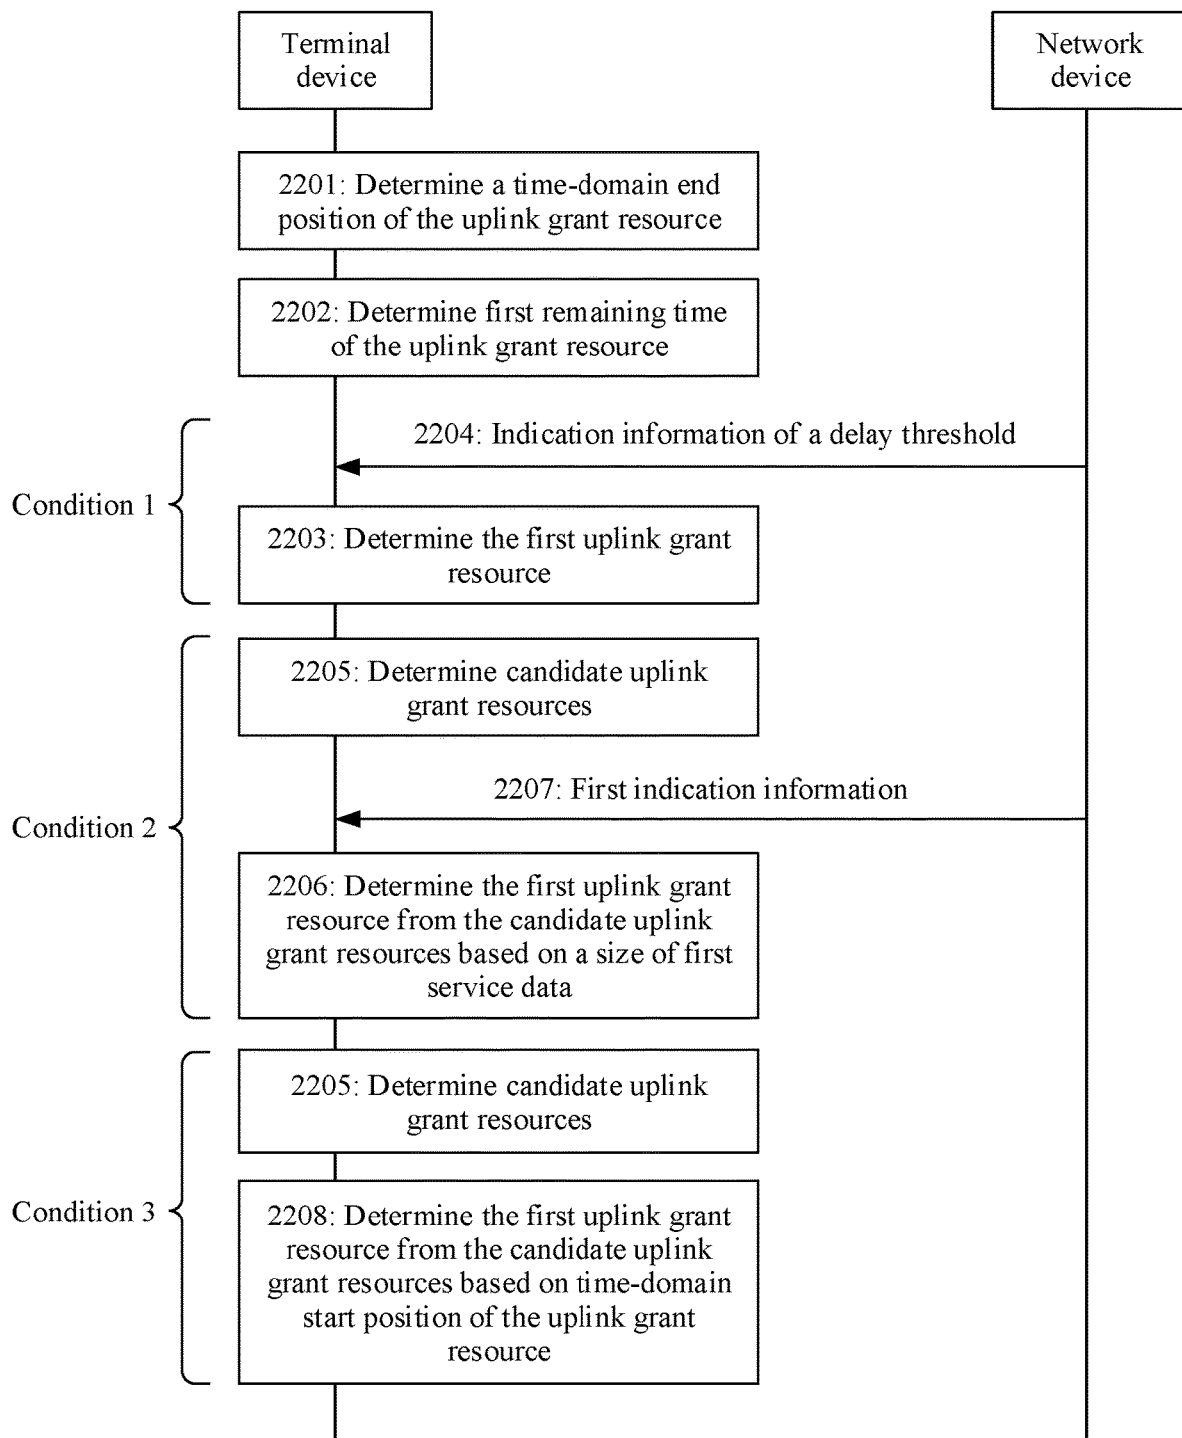 Terminal
device
Network
device
2201: Determine a time-domain end
position of the uplink grant resource
2202: Determine first remaining time
of the uplink grant resource
2204: Indication information of a delay threshold
Condition 1
2203: Determine the first uplink grant
resource
2205: Determine candidate uplink
grant resources
2207: First indication information
Condition 2
2206: Determine the first uplink grant
resource from the candidate uplink
grant resources based on a size of first
service data
2205: Determine candidate uplink
grant resources
Condition 3
2208: Determine the first uplink grant
resource from the candidate uplink
grant resources based on time-domain
start position of the uplink grant
resource